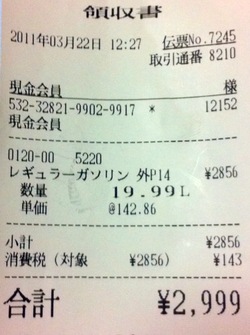 領収書
2011年03月22日 12:27 伝票No.7245
取引通番 8210
現金会員 様
532-32821-9902-9917 * 12152
現金会員
0120-00 5220
レギュラーガソリン 外P14 ¥2856
数量 19.99L
単価 @142.86
小計 ¥2856
消費税(対象 ¥2856) ¥143
合計 ¥2,999